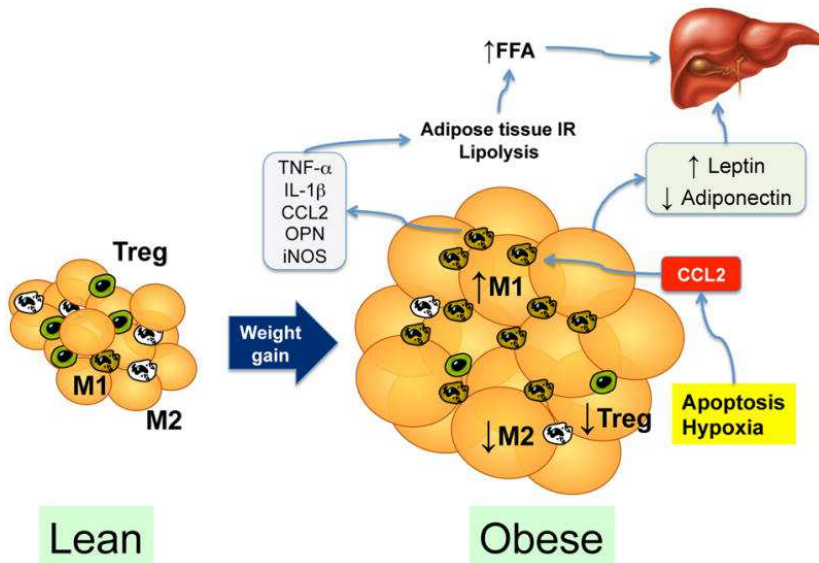 ↑FFA
Adipose tissue IR
Lipolysis
TNF-α
IL-1β
CCL2
OPN
iNOS
↑ Leptin
↓ Adiponectin
Treg
M1
M2
Weight
gain
↑M1
CCL2
↓M2
↓Treg
Apoptosis
Hypoxia
Lean
Obese